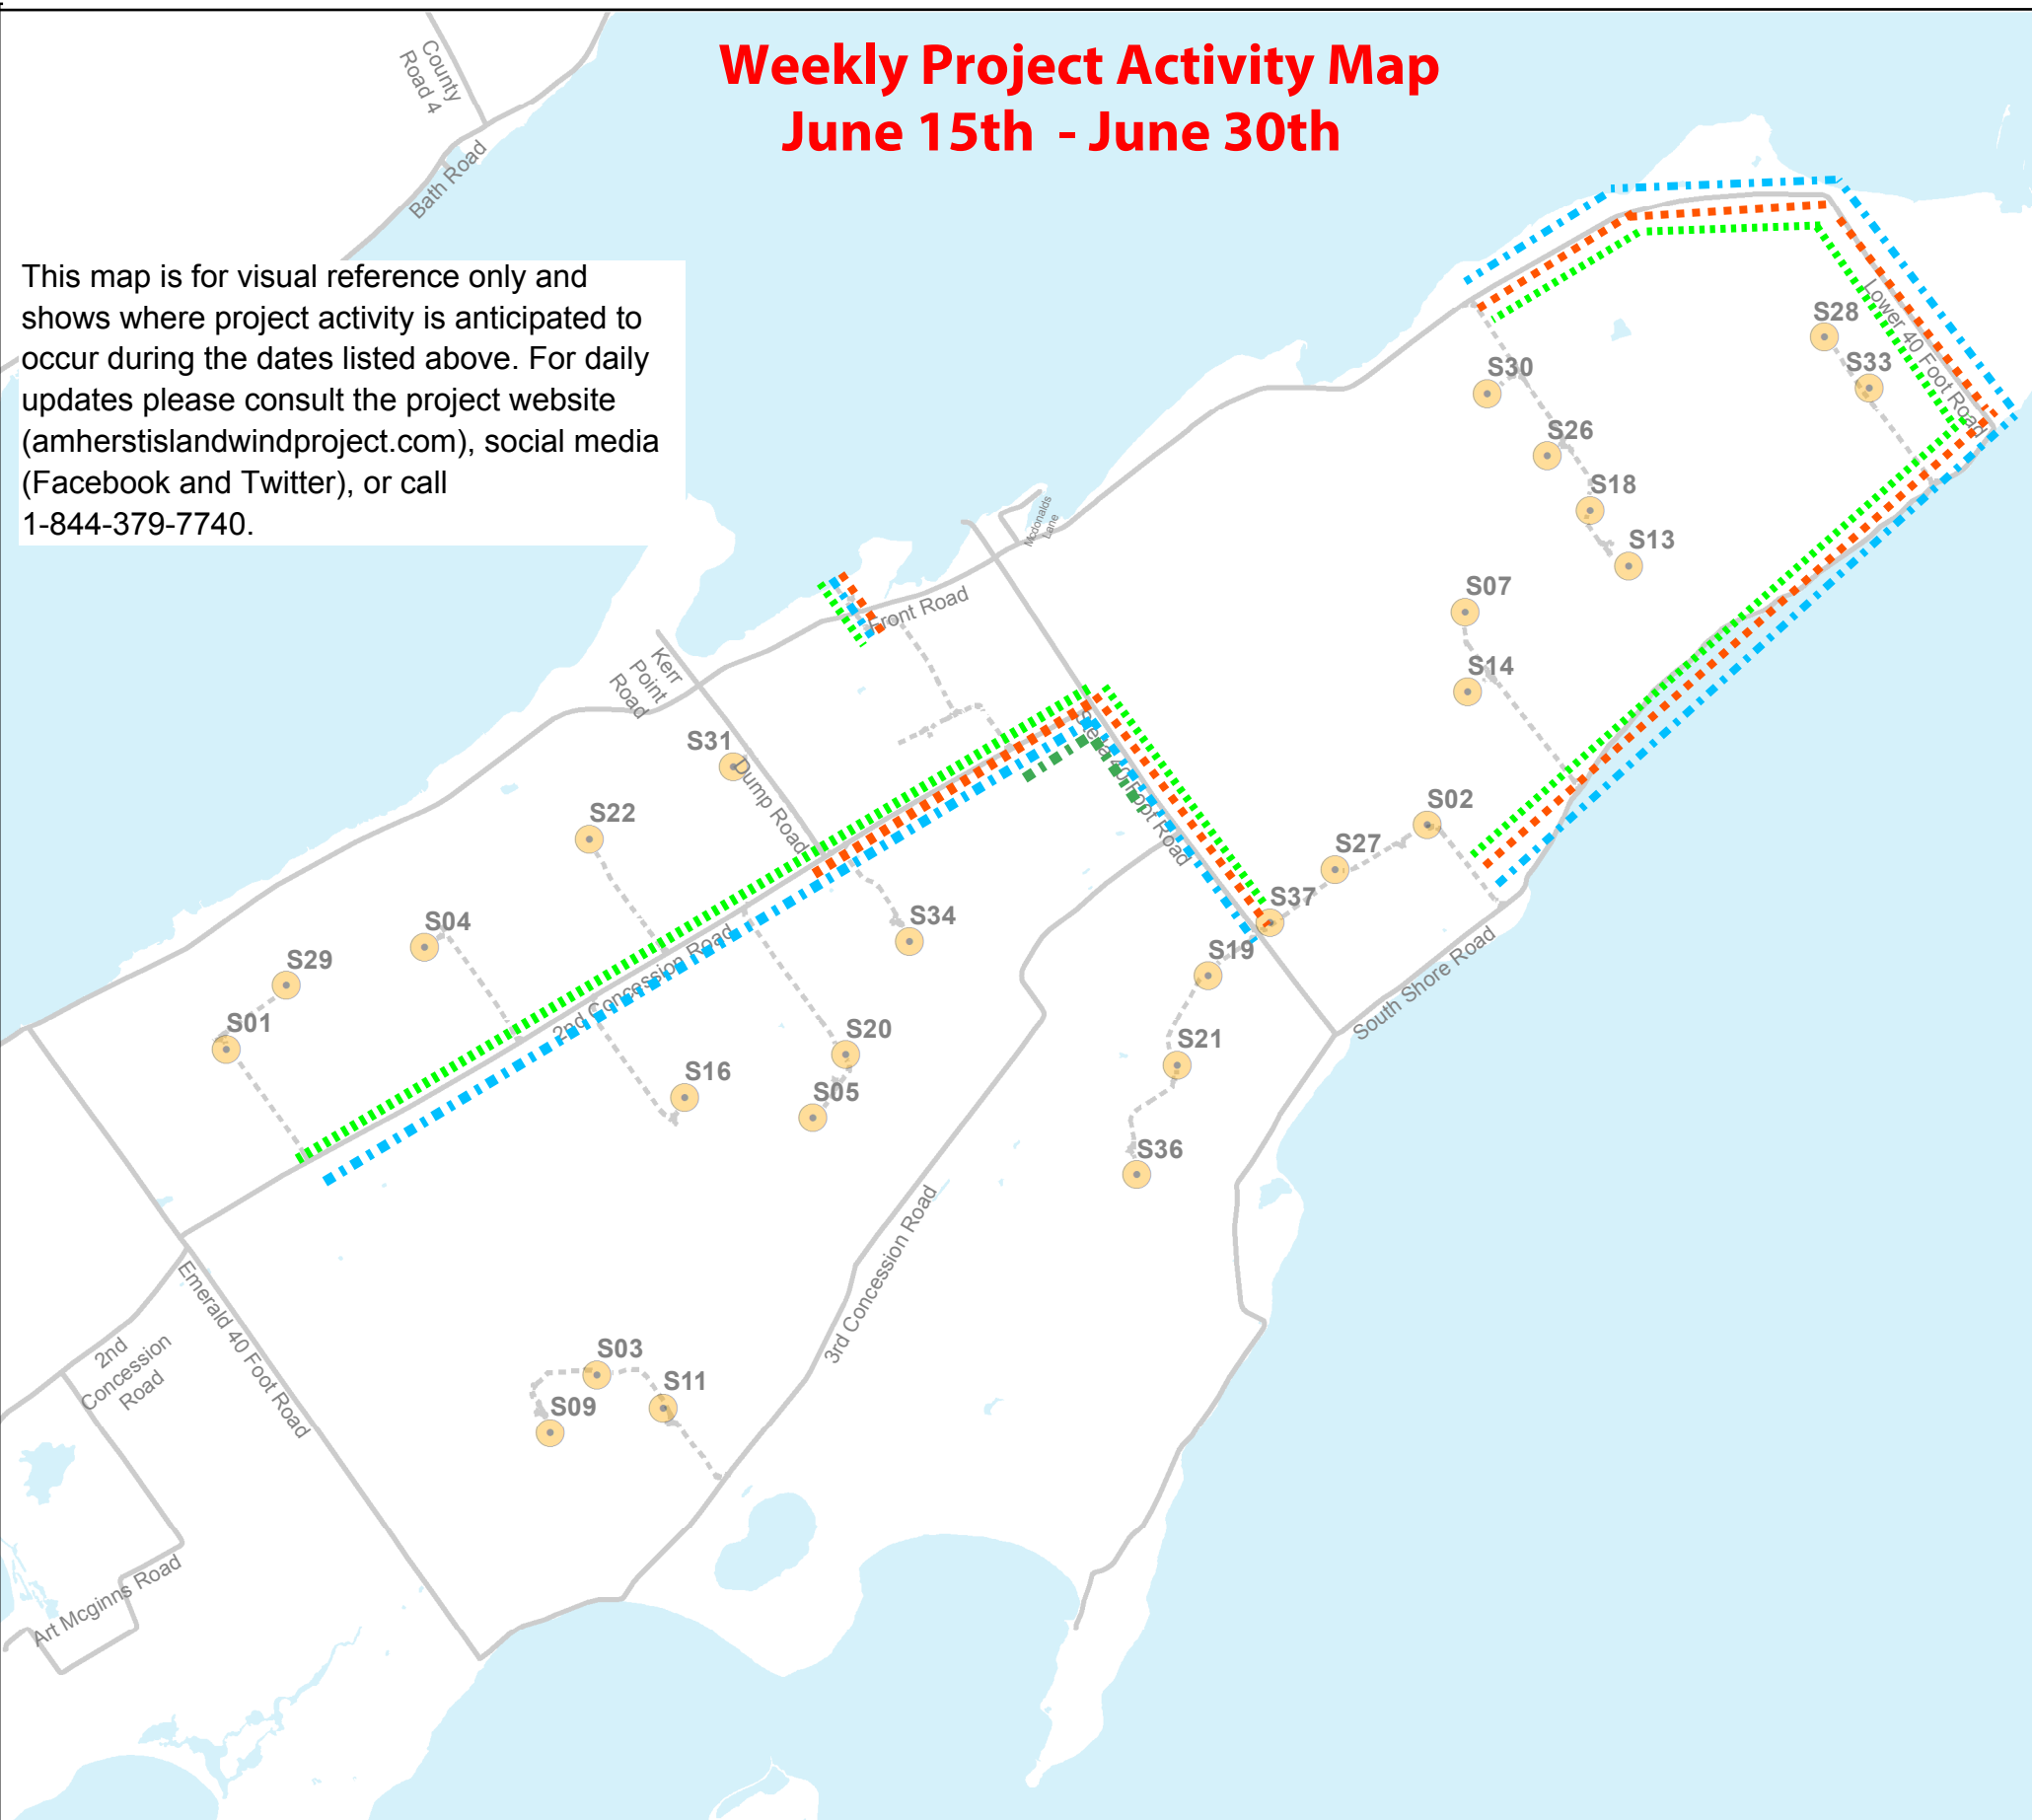 Weekly Project Activity Map
June 15th - June 30th
County
Road 4
Bath Road
This map is for visual reference only and
shows where project activity is anticipated to
occur during the dates listed above. For daily
updates please consult the project website
(amherstislandwindproject.com), social media
(Facebook and Twitter), or call
1-844-379-7740.
Lower 40 Foot Road
S28
S33
S30
S26
S18
S13
Mcdonalds
Lane
Front Road
S07
S14
Kerr
Point
Road
S31
Dump Road
40 Foot Road
S22
S02
S27
S37
S34
S04
S29
S19
2nd Concession Road
South Shore Road
S01
S20
S21
S16
S05
S36
3rd Concession Road
Emerald 40 Foot Road
2nd
Concession
Road
S03
S11
S09
Art Mcginns Road